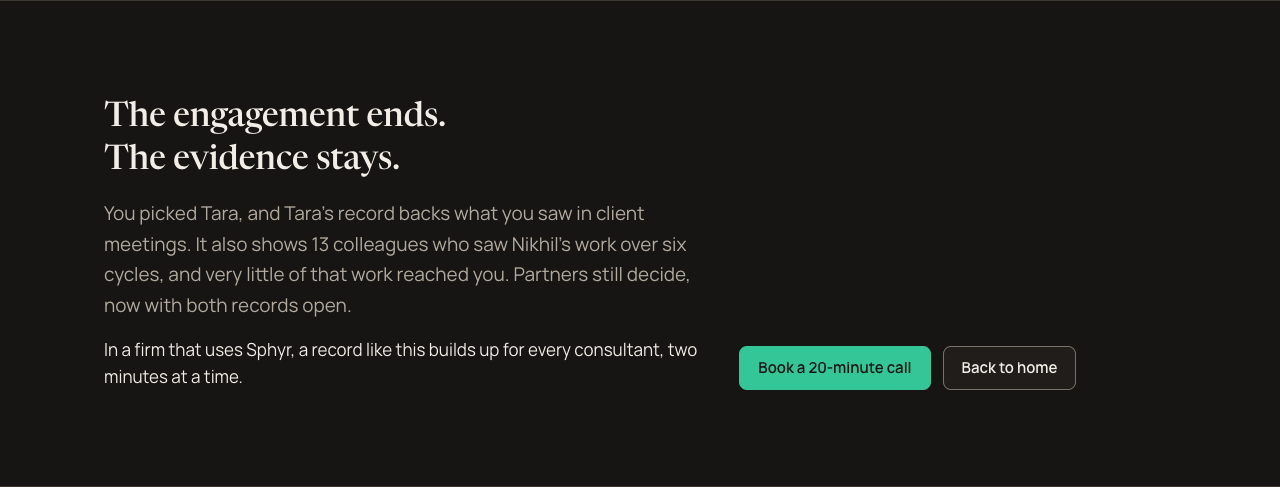 The engagement ends.
The evidence stays.
You picked Tara, and Tara's record backs what you saw in client
meetings. It also shows 13 colleagues who saw Nikhil's work over six
cycles, and very little of that work reached you. Partners still decide,
now with both records open.
In a firm that uses Sphyr, a record like this builds up for every consultant, two
minutes at a time.
Book a 20-minute call
Back to home